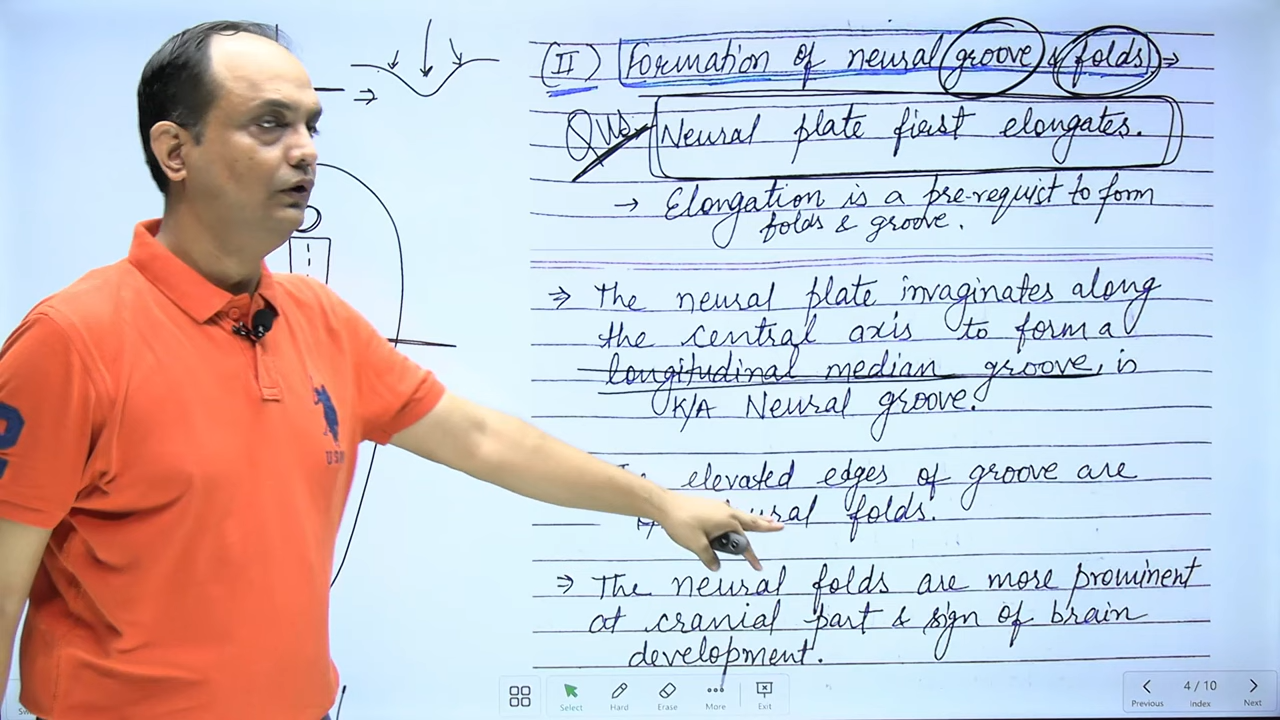 (II) Formation of neural groove & folds ⇒
Que Neural plate first elongates.
→ Elongation is a pre-requist to form
folds & groove.
⇒ The neural plate invaginates along
the central axis to form a
longitudinal median groove, is
K/A Neural groove.
elevated edges of groove are
folds.
⇒ The neural folds are more prominent
at cranial part & sign of brain
development.
Select
Hard
Erase
More
Exit
Previous
4 / 10
Index
Next